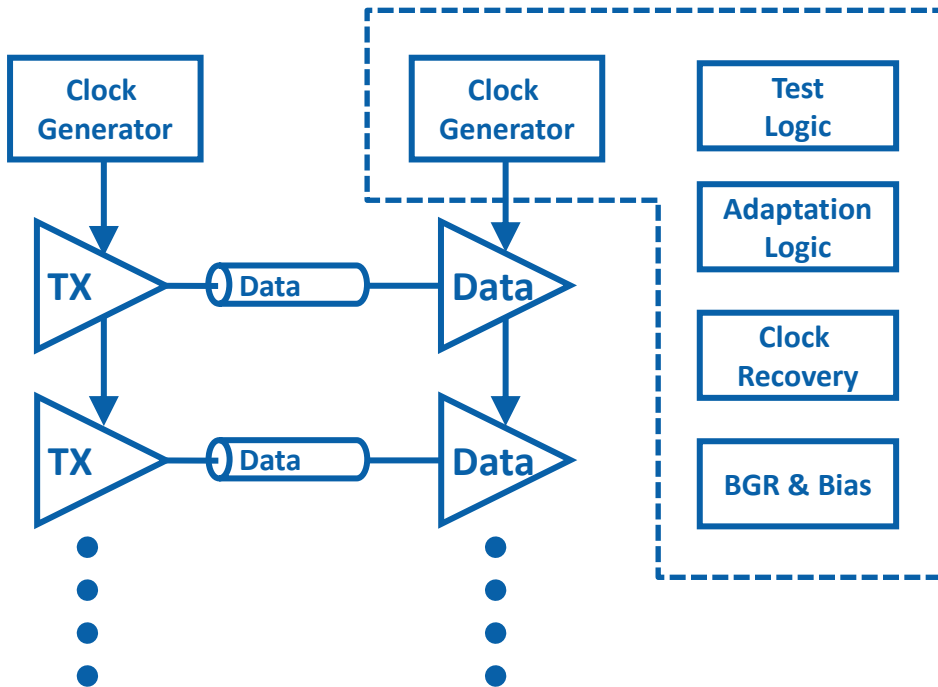 Clock
Generator
Clock
Generator
Test
Logic
Adaptation
Logic
TX
Data
Data
Clock
Recovery
TX
Data
Data
BGR & Bias